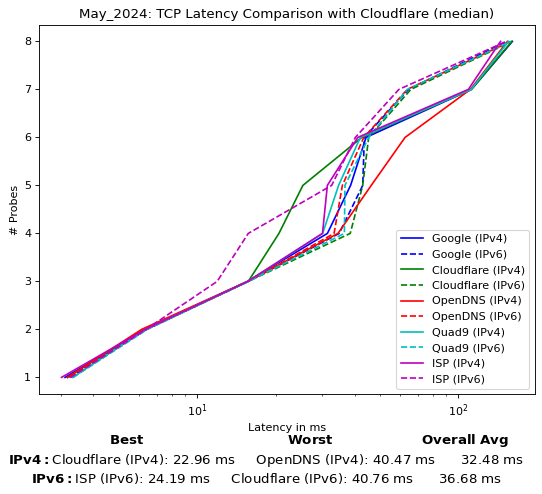 May_2024: TCP Latency Comparison with Cloudflare (median)
# Probes
8
7
6
5
4
3
2
1
Google (IPv4)
Google (IPv6)
Cloudflare (IPv4)
Cloudflare (IPv6)
OpenDNS (IPv4)
OpenDNS (IPv6)
Quad9 (IPv4)
Quad9 (IPv6)
ISP (IPv4)
ISP (IPv6)
10¹ 10²
Latency in ms
Best Worst Overall Avg
IPv4: Cloudflare (IPv4): 22.96 ms OpenDNS (IPv4): 40.47 ms 32.48 ms
IPv6: ISP (IPv6): 24.19 ms Cloudflare (IPv6): 40.76 ms 36.68 ms